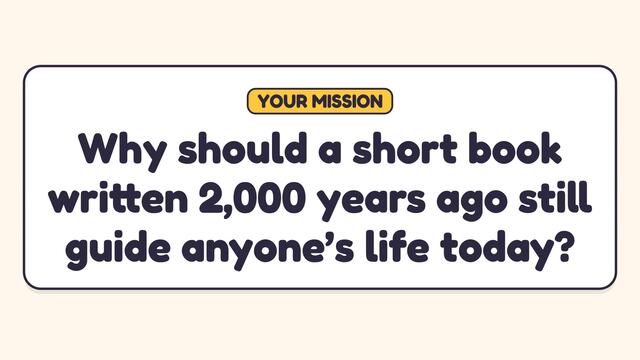 YOUR MISSION
Why should a short book
written 2,000 years ago still
guide anyone’s life today?